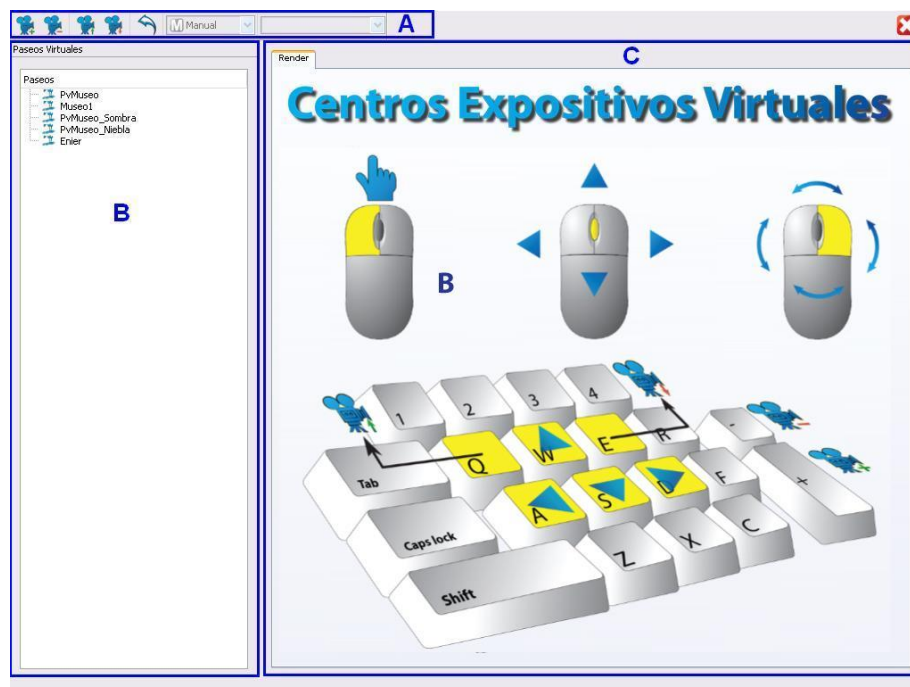 M Manual
A
Paseos Virtuales
Render
C
Paseos
PvMuseo
Museo1
PvMuseo_Sombra
PvMuseo_Niebla
Enier
B
Centros Expositivos Virtuales
B
1 2 3 4
Tab Q W E R - +
Caps lock A S D F
Shift Z X C